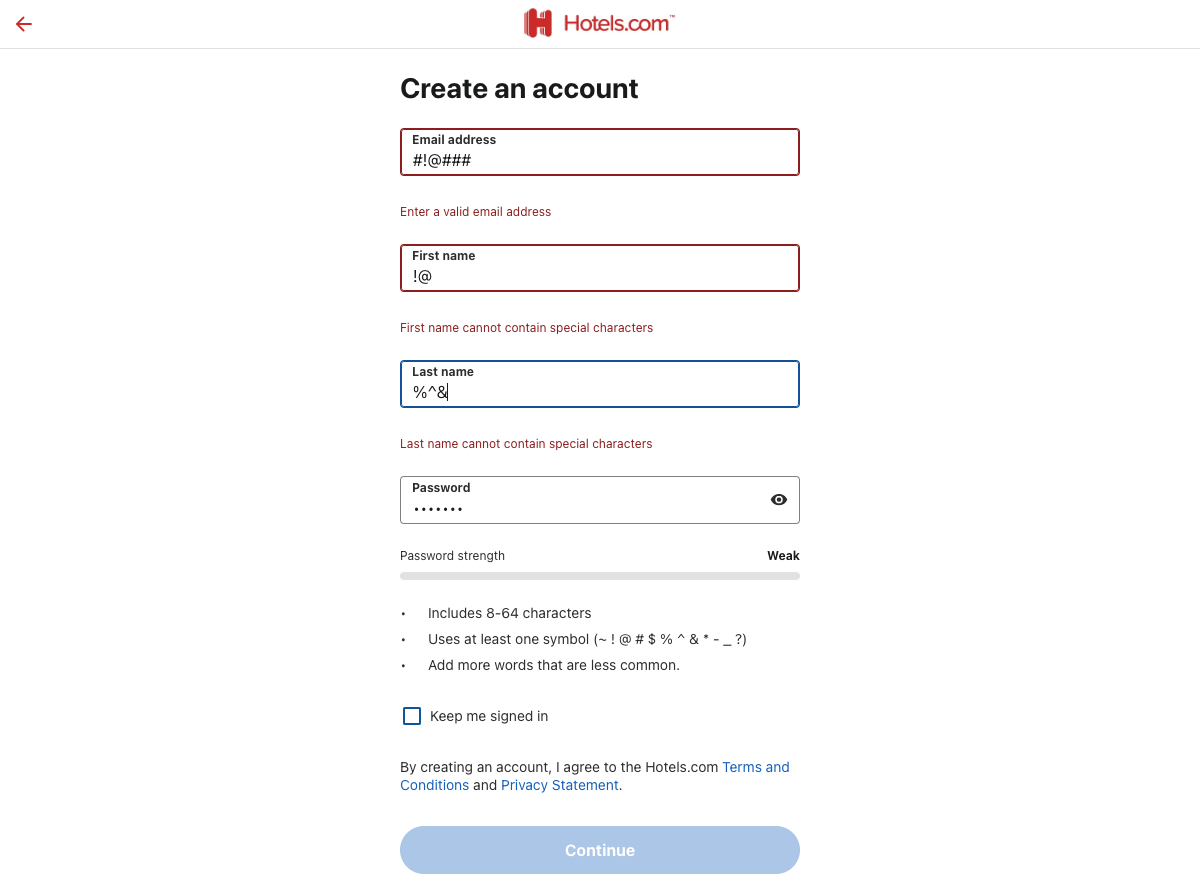 Hotels.com™
Create an account
Email address
#!@###
Enter a valid email address
First name
!@
First name cannot contain special characters
Last name
%^&
Last name cannot contain special characters
Password
•••••••
Password strength Weak
• Includes 8-64 characters
• Uses at least one symbol (~ ! @ # $ % ^ & * - _ ?)
• Add more words that are less common.
Keep me signed in
By creating an account, I agree to the Hotels.com Terms and
Conditions and Privacy Statement.
Continue